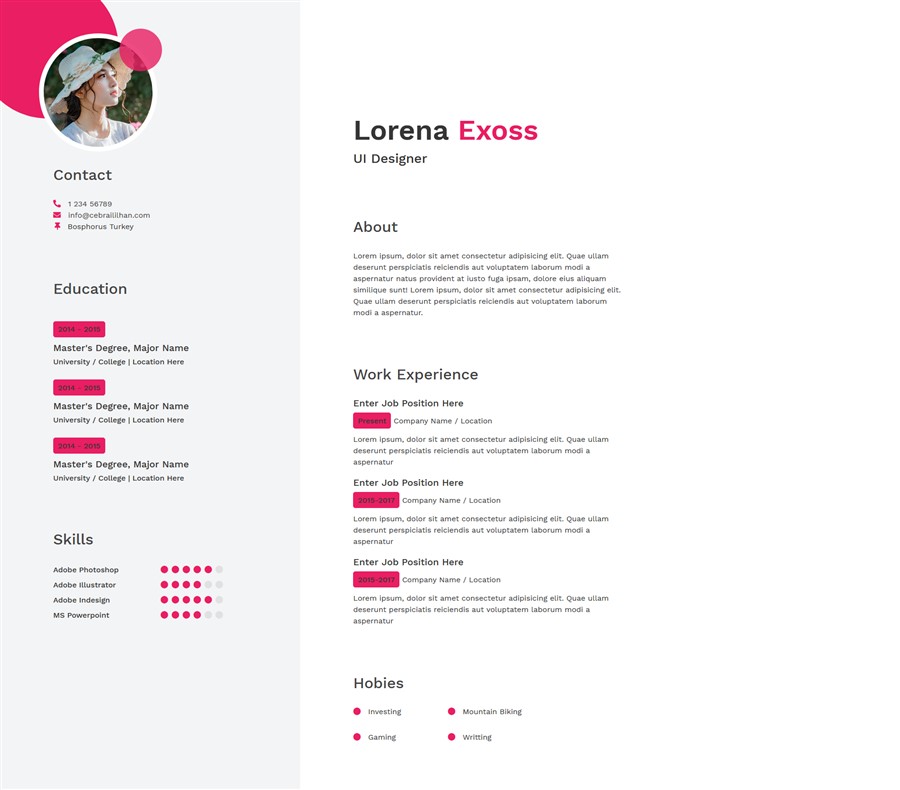 Contact
1 234 56789
info@cebraililhan.com
Bosphorus Turkey
Education
2014 - 2015
Master's Degree, Major Name
University / College | Location Here
2014 - 2015
Master's Degree, Major Name
University / College | Location Here
2014 - 2015
Master's Degree, Major Name
University / College | Location Here
Skills
Adobe Photoshop
Adobe Illustrator
Adobe Indesign
MS Powerpoint
Lorena Exoss
UI Designer
About
Lorem ipsum, dolor sit amet consectetur adipisicing elit. Quae ullam
deserunt perspiciatis reiciendis aut voluptatem laborum modi a
aspernatur natus provident at iusto fuga ipsam, dolore eius aliquam
similique sunt! Lorem ipsum, dolor sit amet consectetur adipisicing elit.
Quae ullam deserunt perspiciatis reiciendis aut voluptatem laborum
modi a aspernatur.
Work Experience
Enter Job Position Here
Present Company Name / Location
Lorem ipsum, dolor sit amet consectetur adipisicing elit. Quae ullam
deserunt perspiciatis reiciendis aut voluptatem laborum modi a
aspernatur
Enter Job Position Here
2015-2017 Company Name / Location
Lorem ipsum, dolor sit amet consectetur adipisicing elit. Quae ullam
deserunt perspiciatis reiciendis aut voluptatem laborum modi a
aspernatur
Enter Job Position Here
2015-2017 Company Name / Location
Lorem ipsum, dolor sit amet consectetur adipisicing elit. Quae ullam
deserunt perspiciatis reiciendis aut voluptatem laborum modi a
aspernatur
Hobies
Investing
Mountain Biking
Gaming
Writting